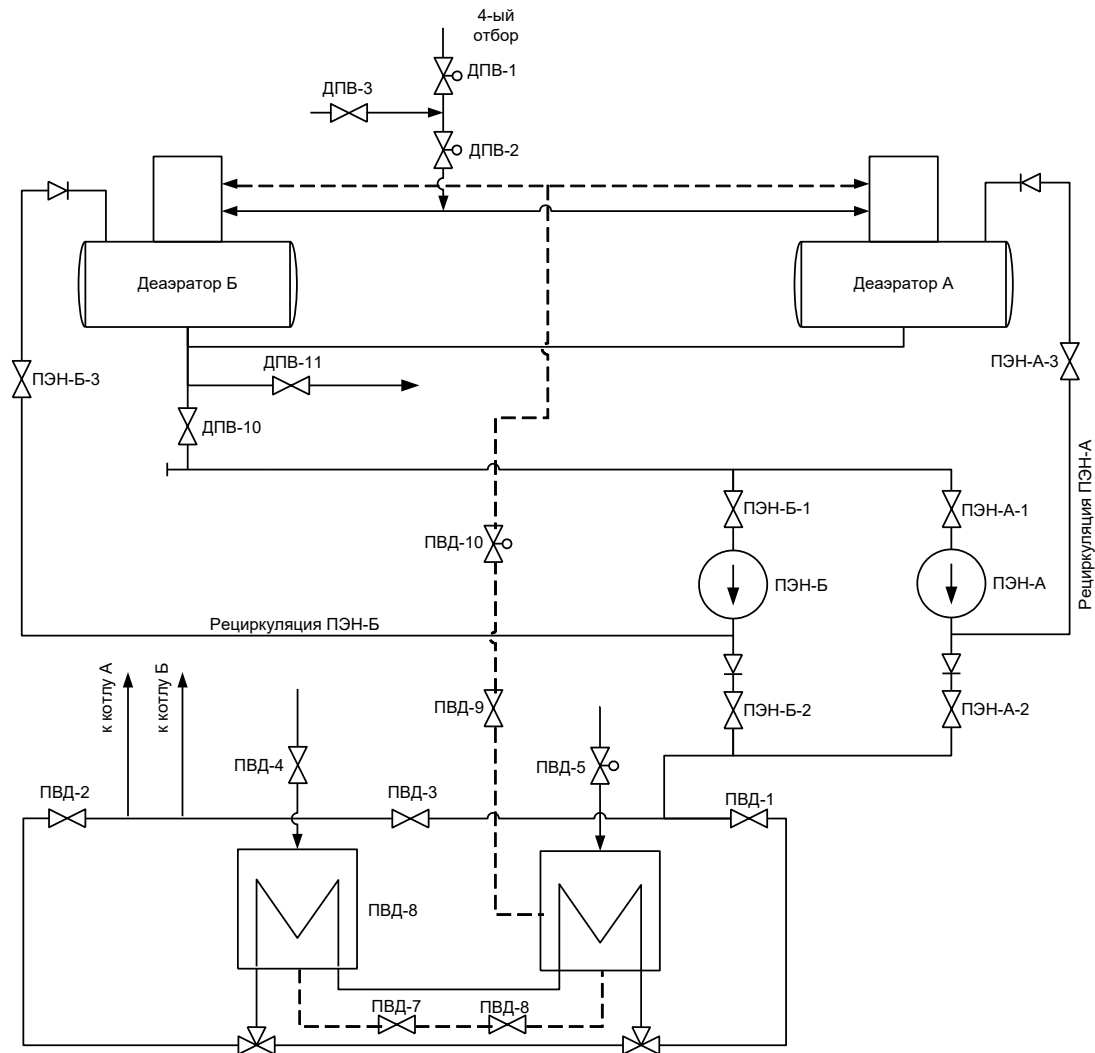 4-ый
отбор
ДПВ-1
ДПВ-3
ДПВ-2
Деаэратор Б
Деаэратор А
ДПВ-11
ПЭН-Б-3
ПЭН-А-3
ДПВ-10
Рециркуляция ПЭН-А
ПЭН-Б-1
ПЭН-А-1
ПВД-10
ПЭН-Б
ПЭН-А
Рециркуляция ПЭН-Б
к котлу А
к котлу Б
ПВД-9
ПЭН-Б-2
ПЭН-А-2
ПВД-4
ПВД-5
ПВД-2
ПВД-3
ПВД-1
ПВД-8
ПВД-7
ПВД-8